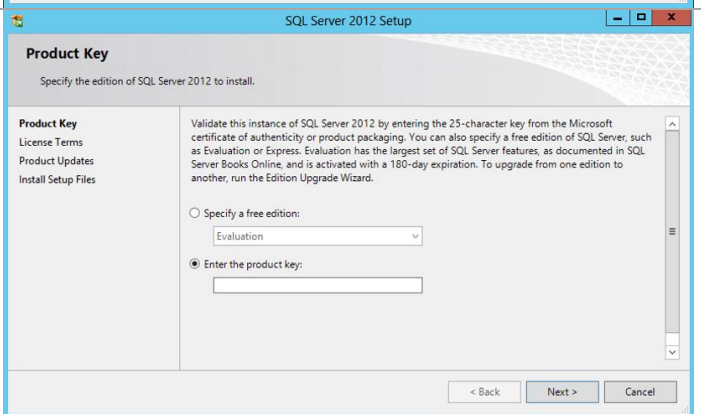 SQL Server 2012 Setup
Product Key
Specify the edition of SQL Server 2012 to install.
Product Key
License Terms
Product Updates
Install Setup Files
Validate this instance of SQL Server 2012 by entering the 25-character key from the Microsoft
certificate of authenticity or product packaging. You can also specify a free edition of SQL Server, such
as Evaluation or Express. Evaluation has the largest set of SQL Server features, as documented in SQL
Server Books Online, and is activated with a 180-day expiration. To upgrade from one edition to
another, run the Edition Upgrade Wizard.
Specify a free edition:
Evaluation
Enter the product key:
< Back
Next >
Cancel